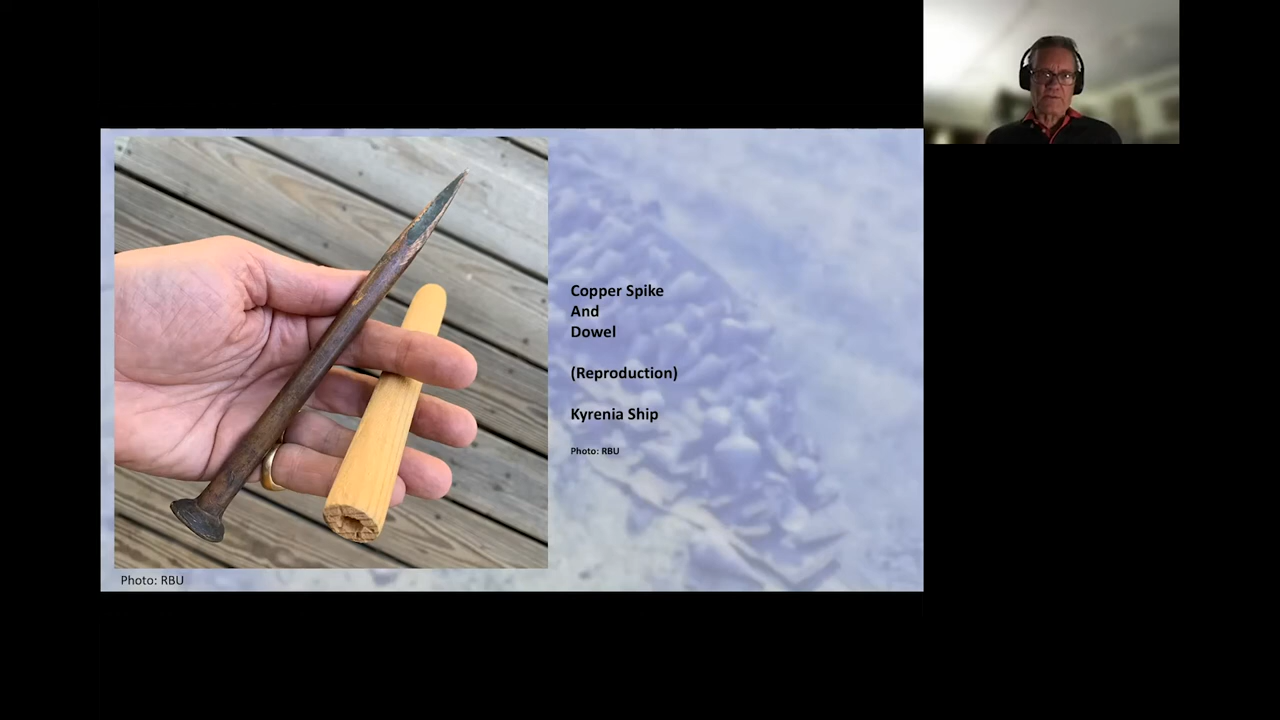 Copper Spike
And
Dowel
(Reproduction)
Kyrenia Ship
Photo: RBU
Photo: RBU